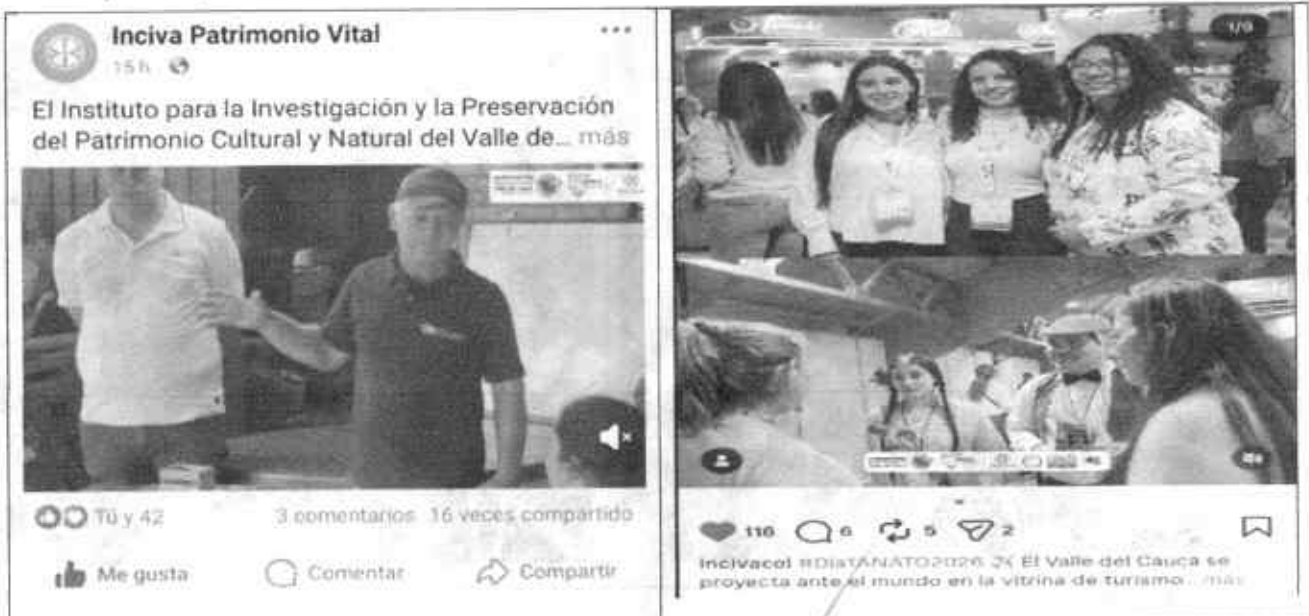 Inciva Patrimonio Vital
15 h
El Instituto para la Investigación y la Preservación
del Patrimonio Cultural y Natural del Valle de... más
Tú y 42
3 comentarios 16 veces compartido
Me gusta
Comentar
Compartir
1/9
116 6 5 2
incivacol #DíaTANATO2026 El Valle del Cauca se
proyecta ante el mundo en la vitrina de turismo... más